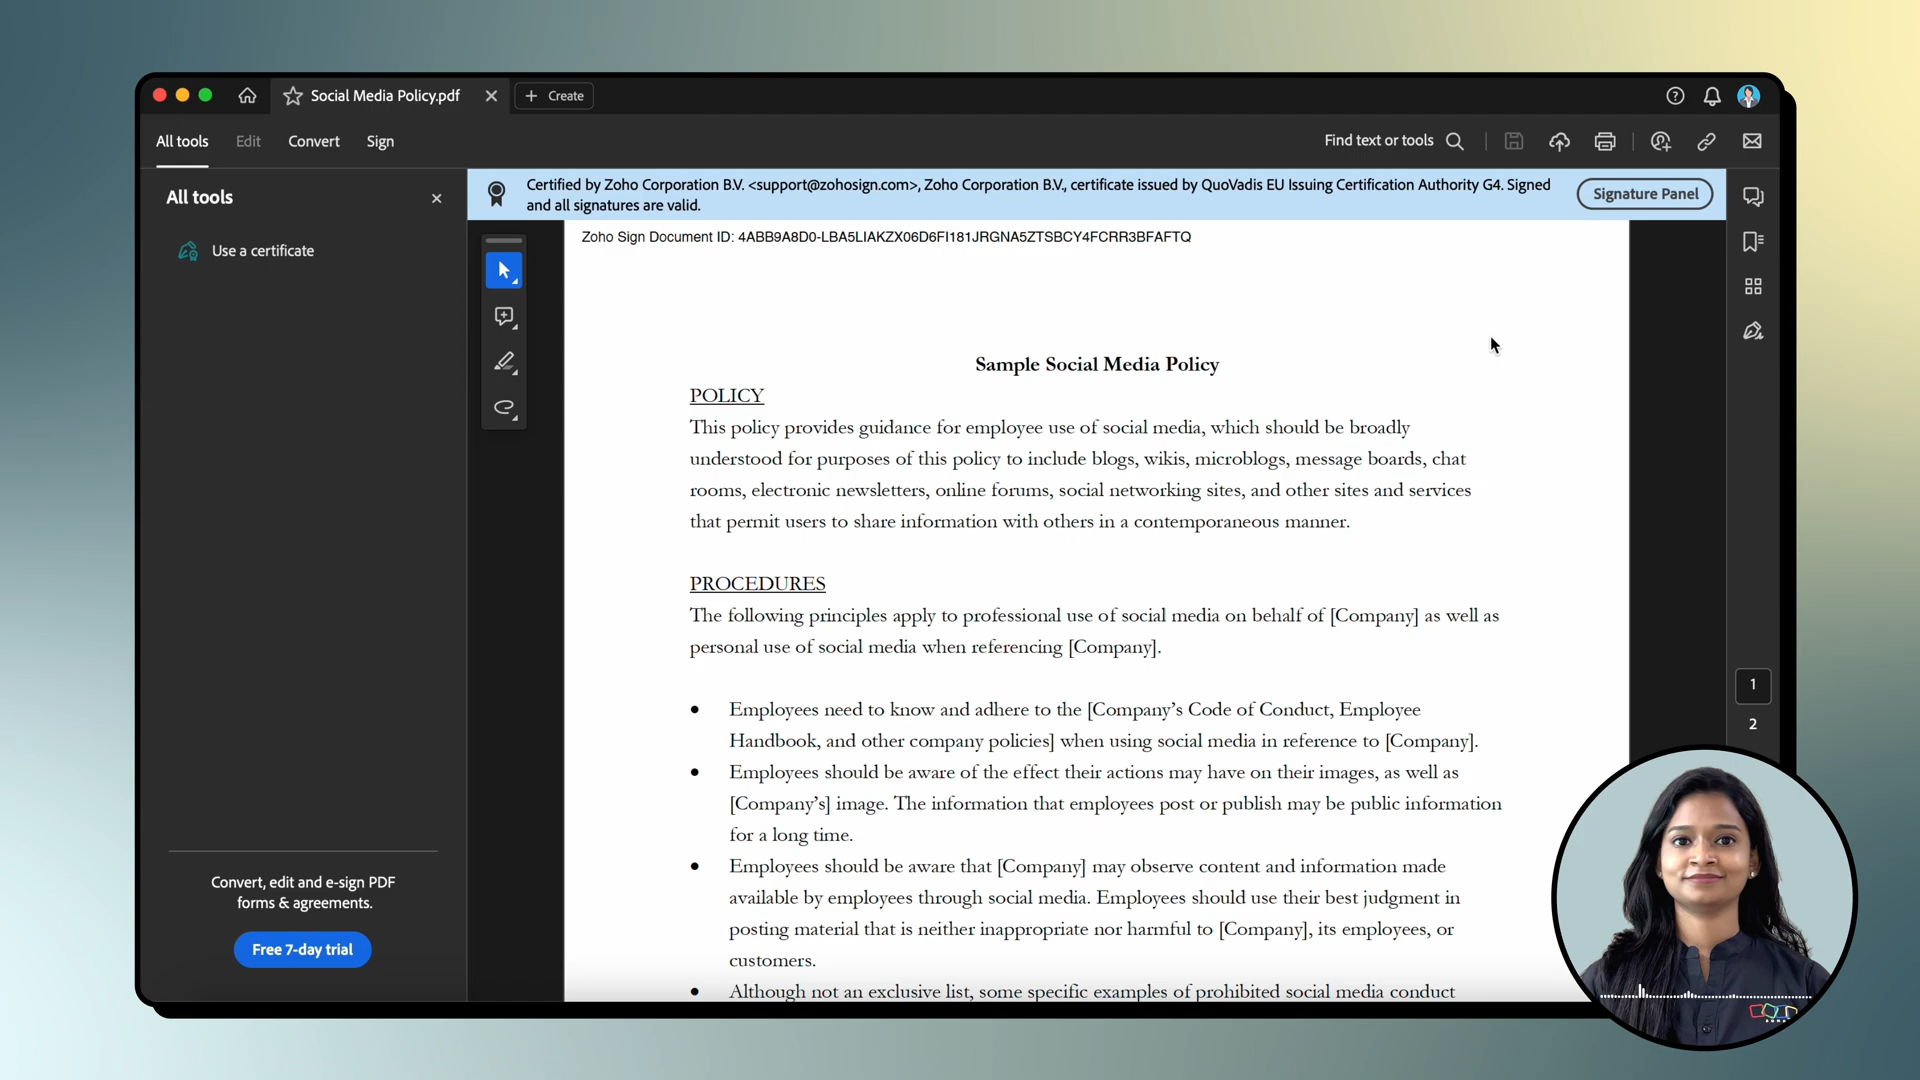 Social Media Policy.pdf
Create
All tools
Edit
Convert
Sign
Find text or tools
All tools
Use a certificate
Certified by Zoho Corporation B.V. <support@zohosign.com>, Zoho Corporation B.V., certificate issued by QuoVadis EU Issuing Certification Authority G4. Signed
and all signatures are valid.
Signature Panel
Zoho Sign Document ID: 4ABB9A8D0-LBA5LIAKZX06D6FI181JRGNA5ZTSBCY4FCRR3BFAFTQ
Sample Social Media Policy
POLICY
This policy provides guidance for employee use of social media, which should be broadly
understood for purposes of this policy to include blogs, wikis, microblogs, message boards, chat
rooms, electronic newsletters, online forums, social networking sites, and other sites and services
that permit users to share information with others in a contemporaneous manner.
PROCEDURES
The following principles apply to professional use of social media on behalf of [Company] as well as
personal use of social media when referencing [Company].
• Employees need to know and adhere to the [Company's Code of Conduct, Employee
Handbook, and other company policies] when using social media in reference to [Company].
• Employees should be aware of the effect their actions may have on their images, as well as
[Company's] image. The information that employees post or publish may be public information
for a long time.
• Employees should be aware that [Company] may observe content and information made
available by employees through social media. Employees should use their best judgment in
posting material that is neither inappropriate nor harmful to [Company], its employees, or
customers.
• Although not an exclusive list, some specific examples of prohibited social media conduct
1
2
Convert, edit and e-sign PDF
forms & agreements.
Free 7-day trial